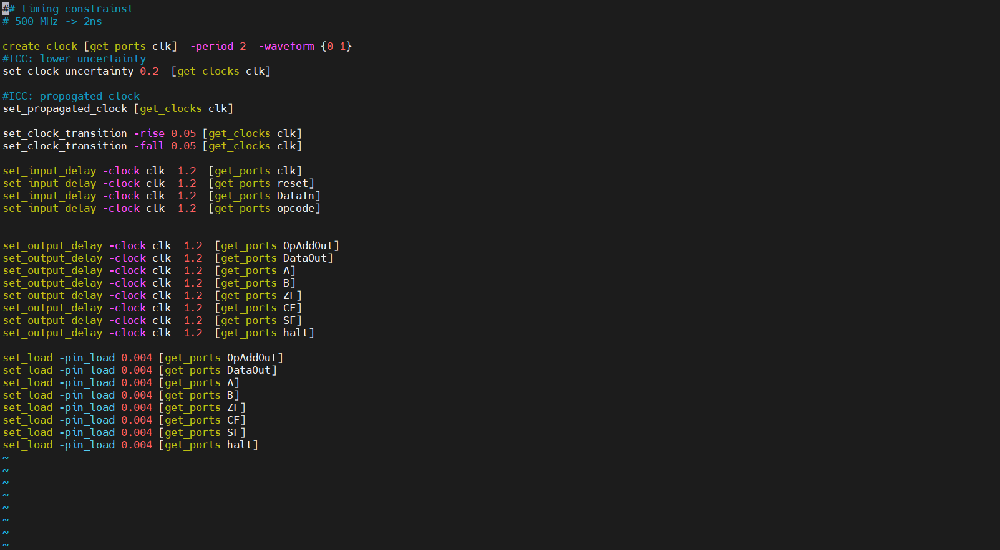 ## timing constrainst
# 500 MHz -> 2ns
create_clock [get_ports clk]  -period 2  -waveform {0 1}
#ICC: lower uncertainty
set_clock_uncertainty 0.2  [get_clocks clk]
#ICC: propogated clock
set_propagated_clock [get_clocks clk]
set_clock_transition -rise 0.05 [get_clocks clk]
set_clock_transition -fall 0.05 [get_clocks clk]
set_input_delay -clock clk  1.2  [get_ports clk]
set_input_delay -clock clk  1.2  [get_ports reset]
set_input_delay -clock clk  1.2  [get_ports DataIn]
set_input_delay -clock clk  1.2  [get_ports opcode]
set_output_delay -clock clk  1.2  [get_ports OpAddOut]
set_output_delay -clock clk  1.2  [get_ports DataOut]
set_output_delay -clock clk  1.2  [get_ports A]
set_output_delay -clock clk  1.2  [get_ports B]
set_output_delay -clock clk  1.2  [get_ports ZF]
set_output_delay -clock clk  1.2  [get_ports CF]
set_output_delay -clock clk  1.2  [get_ports SF]
set_output_delay -clock clk  1.2  [get_ports halt]
set_load -pin_load 0.004 [get_ports OpAddOut]
set_load -pin_load 0.004 [get_ports DataOut]
set_load -pin_load 0.004 [get_ports A]
set_load -pin_load 0.004 [get_ports B]
set_load -pin_load 0.004 [get_ports ZF]
set_load -pin_load 0.004 [get_ports CF]
set_load -pin_load 0.004 [get_ports SF]
set_load -pin_load 0.004 [get_ports halt]
~
~
~
~
~
~
~
~